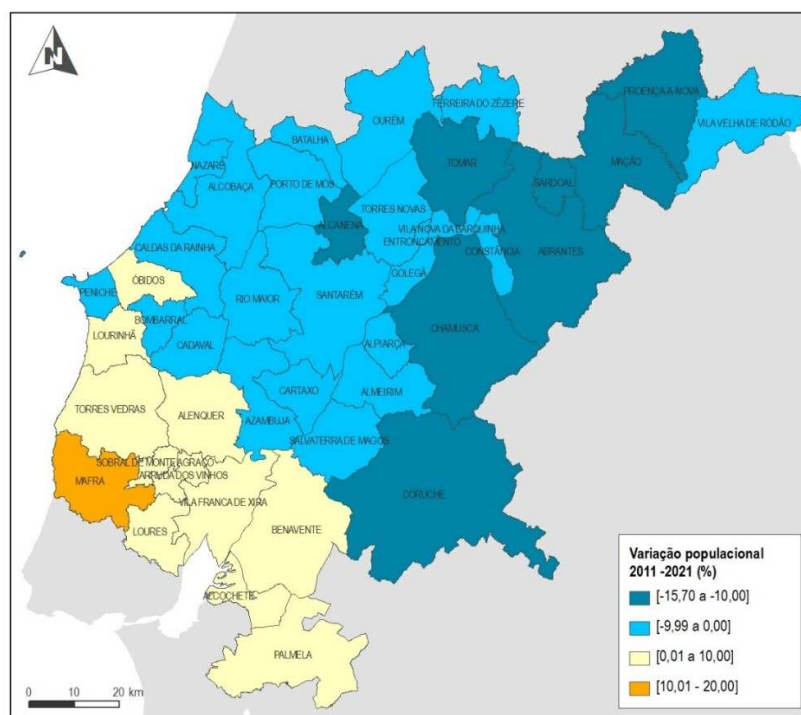 N
PROENÇA-A-NOVA
FERREIRA DO ZÊZERE
VILA VELHA DE RODÃO
OURÉM
BATALHA
TOMAR
MAÇÃO
NAZARÉ
SARDOAL
ALCOBAÇA
PORTO DE MÓS
TORRES NOVAS
ALCANENA
VILA NOVA DA BARQUINHA
ENTRONCAMENTO
CONSTÂNCIA
ABRANTES
CALDAS DA RAINHA
GOLEGÃ
ÓBIDOS
PENICHE
RIO MAIOR
SANTARÉM
BOMBARRAL
CHAMUSCA
LOURINHÃ
CADAVAL
ALPIARÇA
CARTAXO
ALMEIRIM
TORRES VEDRAS
ALENQUER
AZAMBUJA
SALVATERRA DE MAGOS
SOBRAL DE MONTE AGRAÇO
ARRUDA DOS VINHOS
MAFRA
CORUCHE
VILA FRANCA DE XIRA
LOURES
BENAVENTE
ALCOCHETE
PALMELA
Variação populacional
2011 -2021 (%)
[-15,70 a -10,00]
[-9,99 a 0,00]
[0,01 a 10,00]
[10,01 - 20,00]
0 10 20 km